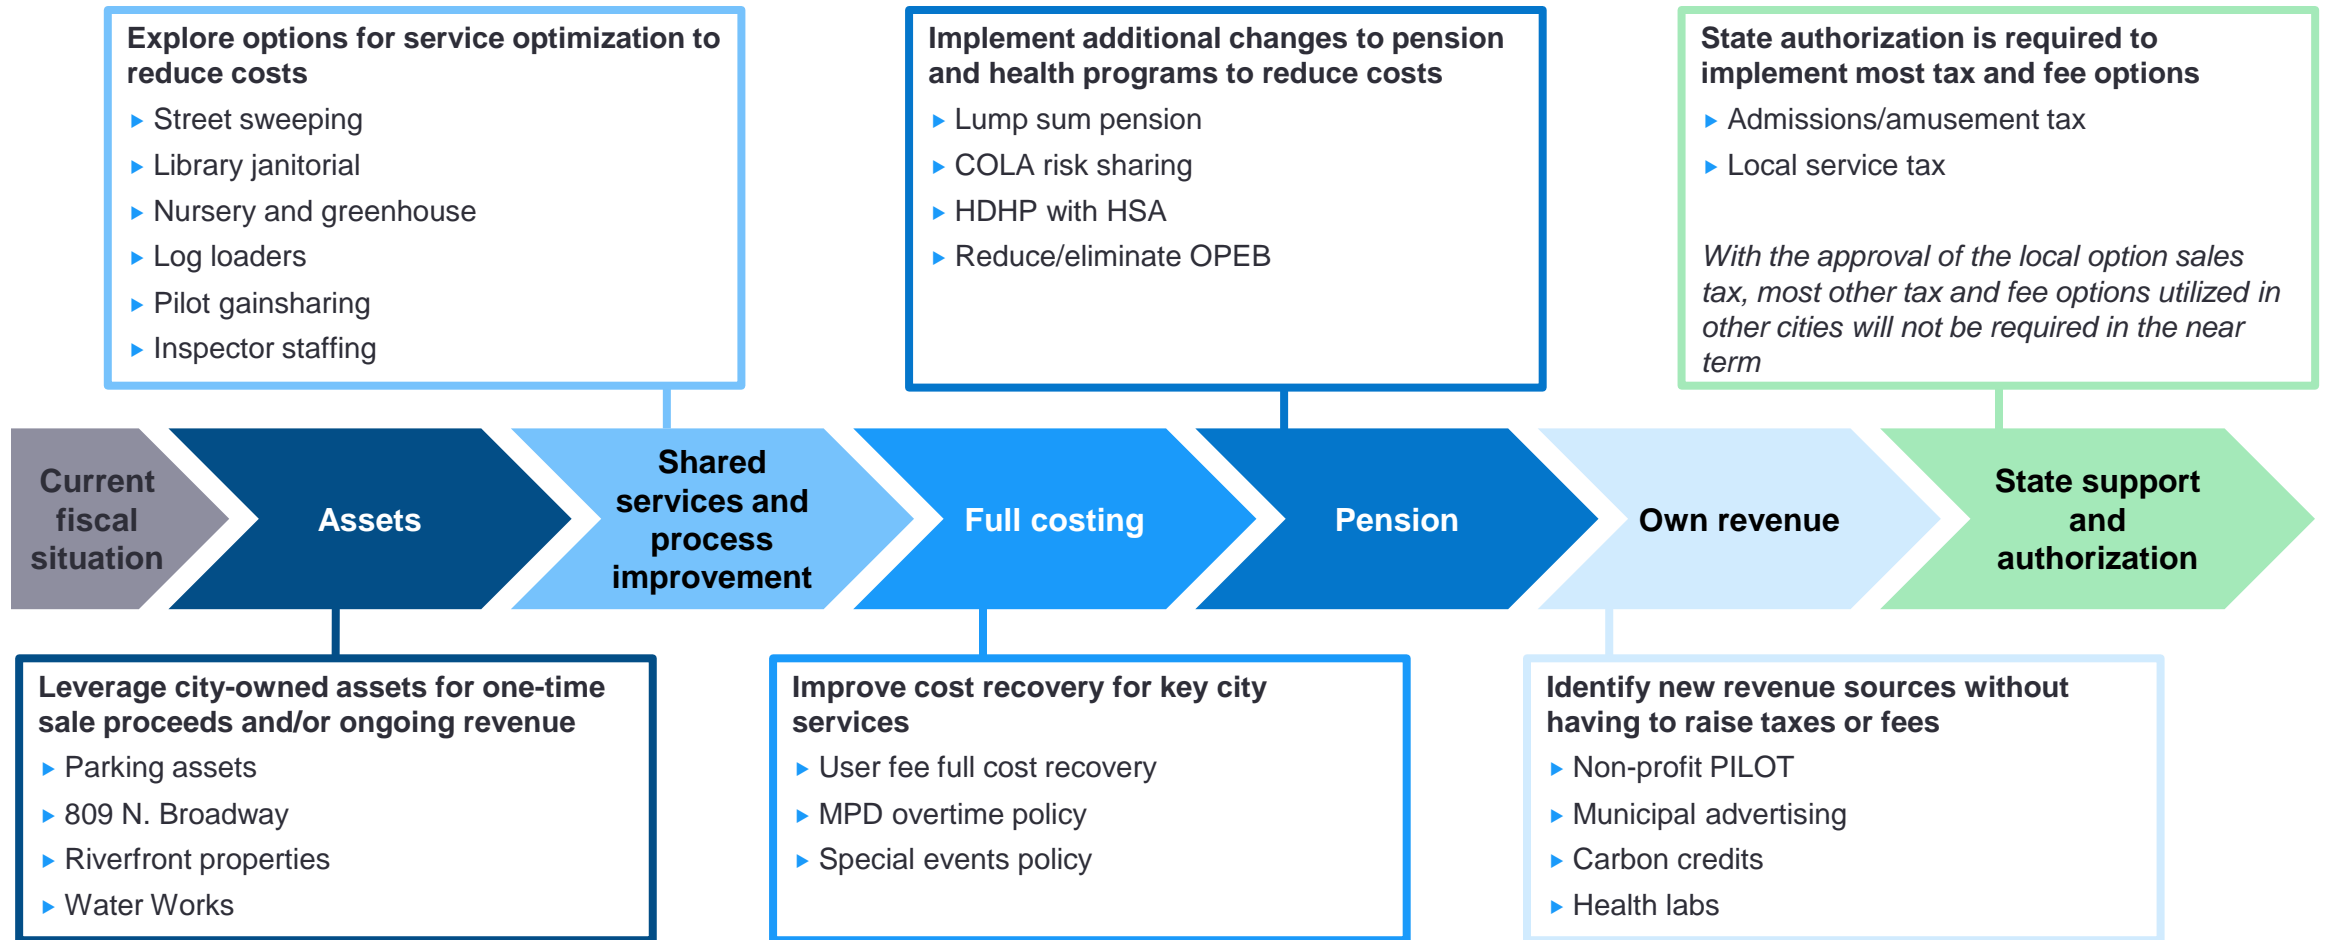 Explore options for service optimization to
reduce costs
Street sweeping
Library janitorial
Nursery and greenhouse
Log loaders
Pilot gainsharing
Inspector staffing
Implement additional changes to pension
and health programs to reduce costs
Lump sum pension
COLA risk sharing
HDHP with HSA
Reduce/eliminate OPEB
State authorization is required to
implement most tax and fee options
Admissions/amusement tax
Local service tax
With the approval of the local option sales
tax, most other tax and fee options utilized in
other cities will not be required in the near
term
Current
fiscal
situation
Assets
Shared
services and
process
improvement
Full costing
Pension
Own revenue
State support
and
authorization
Leverage city-owned assets for one-time
sale proceeds and/or ongoing revenue
Parking assets
809 N. Broadway
Riverfront properties
Water Works
Improve cost recovery for key city
services
User fee full cost recovery
MPD overtime policy
Special events policy
Identify new revenue sources without
having to raise taxes or fees
Non-profit PILOT
Municipal advertising
Carbon credits
Health labs